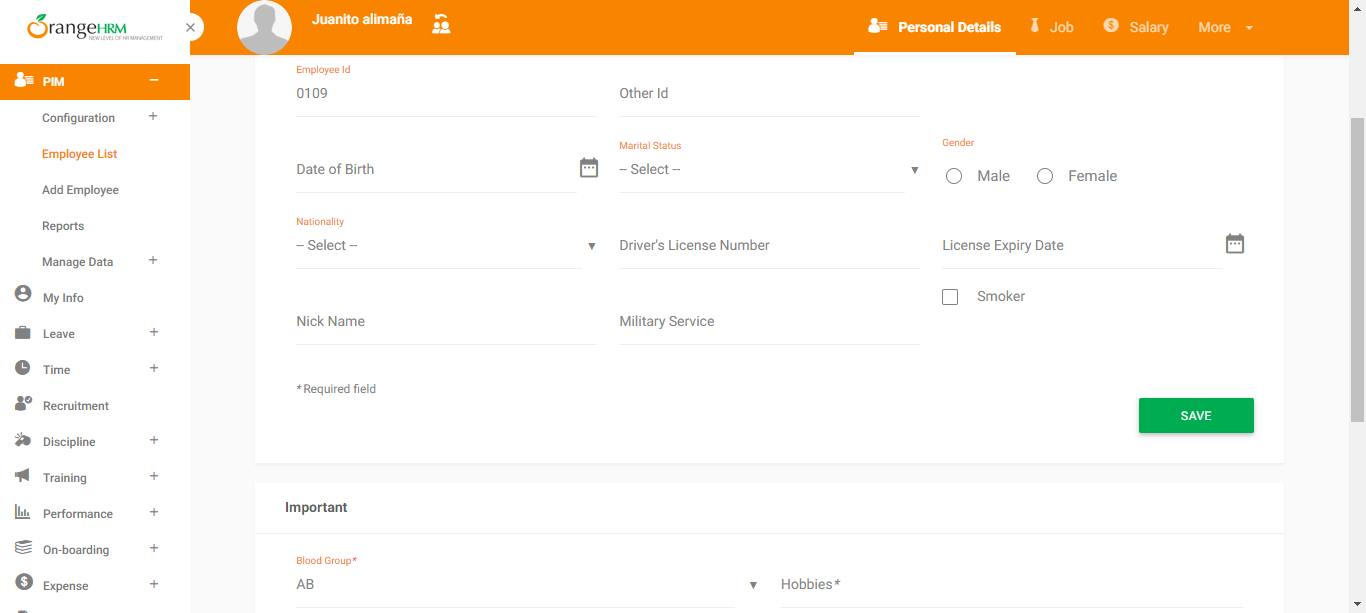 OrangeHRM
NEW LEVEL OF HR MANAGEMENT
Juanito alimaña
Personal Details
Job
Salary
More
PIM
Configuration
Employee List
Add Employee
Reports
Manage Data
My Info
Leave
Time
Recruitment
Discipline
Training
Performance
On-boarding
Expense
Employee Id
0109
Other Id
Date of Birth
Marital Status
-- Select --
Gender
Male
Female
Nationality
-- Select --
Driver's License Number
License Expiry Date
Smoker
Nick Name
Military Service
* Required field
SAVE
Important
Blood Group*
AB
Hobbies*